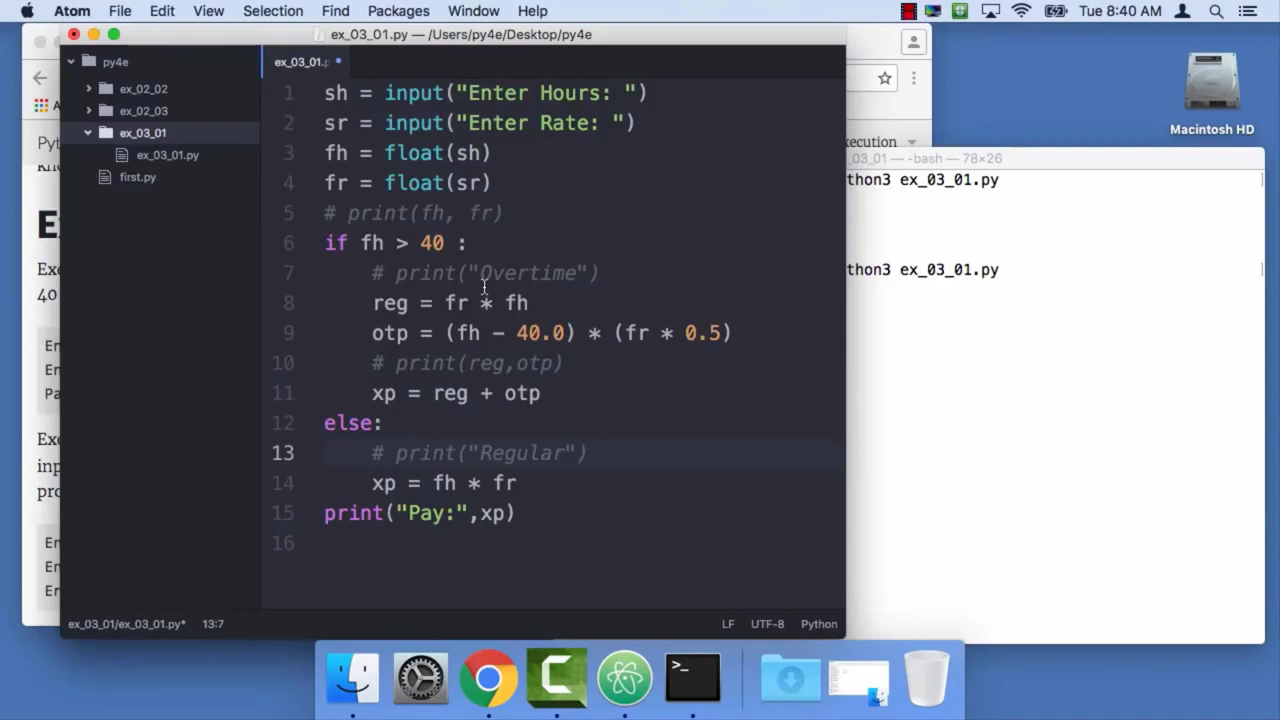 Atom File Edit View Selection Find Packages Window Help Tue 8:40 AM
ex_03_01.py — /Users/py4e/Desktop/py4e
py4e
ex_02_02
ex_02_03
ex_03_01
ex_03_01.py
first.py
ex_03_01.p
1 sh = input("Enter Hours: ")
2 sr = input("Enter Rate: ")
3 fh = float(sh)
4 fr = float(sr)
5 # print(fh, fr)
6 if fh > 40 :
7 # print("Overtime")
8 reg = fr * fh
9 otp = (fh - 40.0) * (fr * 0.5)
10 # print(reg,otp)
11 xp = reg + otp
12 else:
13 # print("Regular")
14 xp = fh * fr
15 print("Pay:",xp)
16
ex_03_01/ex_03_01.py* 13:7 LF UTF-8 Python
A
Pyt
kn
Ex
Exe
40
En
En
Pa
Exe
inp
pro
En
En
Er
xecution
_03_01 — -bash — 78×26
thon3 ex_03_01.py
thon3 ex_03_01.py
Macintosh HD